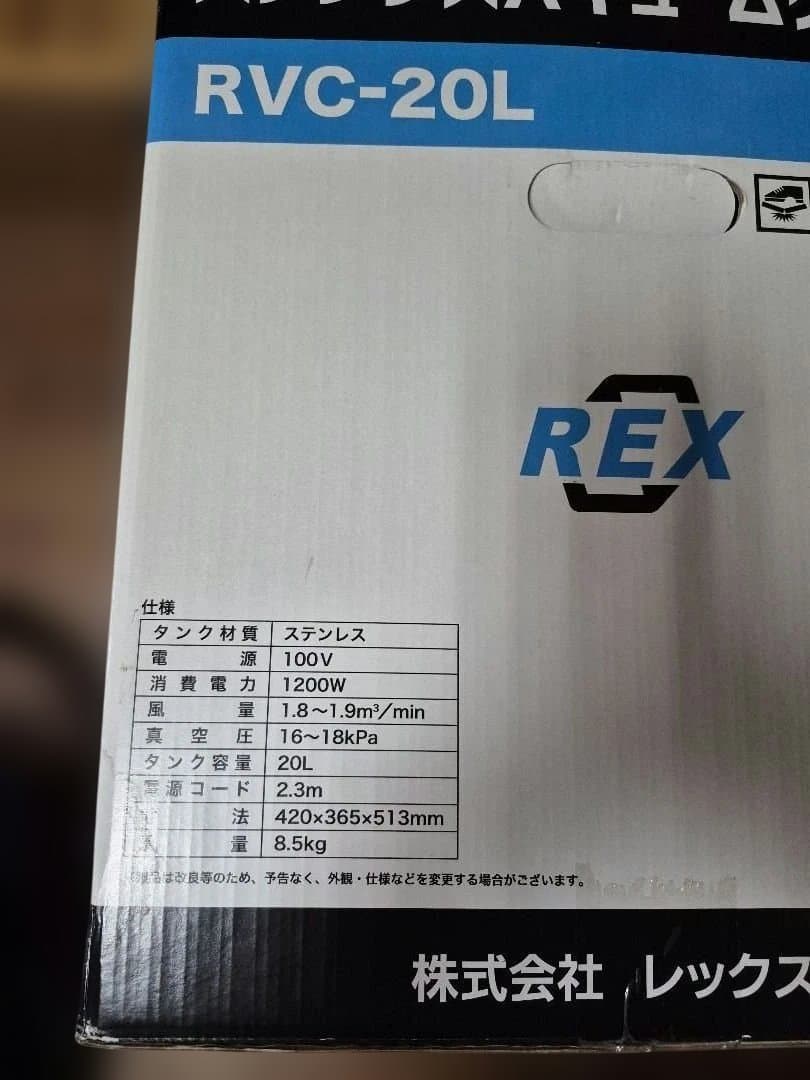 RVC-20L
REX
仕様
タンク材質 ステンレス
電源 100V
消費電力 1200W
風量 1.8〜1.9m³/min
真空圧 16〜18kPa
タンク容量 20L
電源コード 2.3m
法 420×365×513mm
量 8.5kg
は改良等のため、予告なく、外観・仕様などを変更する場合がございます。
株式会社 レックス